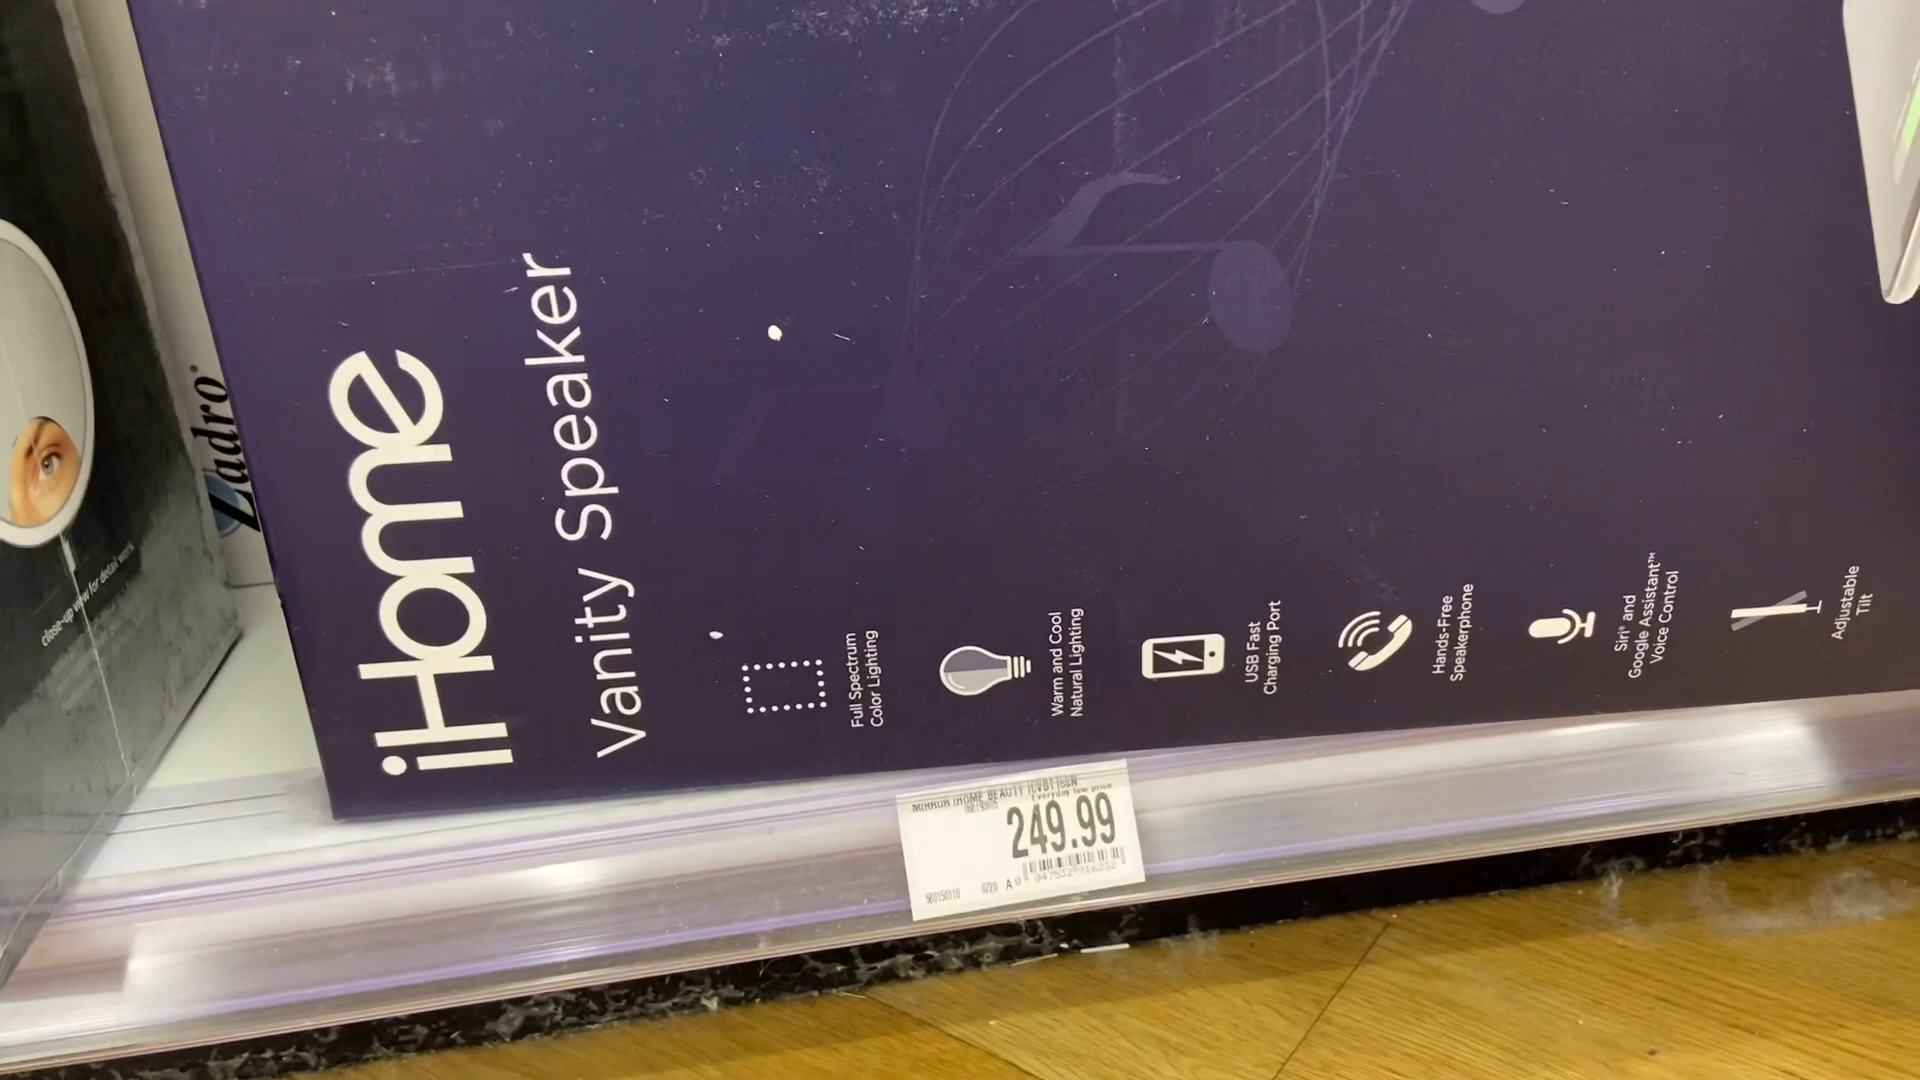 iHome
Vanity Speaker
Full Spectrum
Color Lighting
Warm and Cool
Natural Lighting
USB Fast
Charging Port
Hands-Free
Speakerphone
Siri® and
Google Assistant™
Voice Control
Adjustable
Tilt
Zadro®
close-up view for detail work
MIRROR IHOME BEAUTY
Everyday low price
249.99
0720 A 0